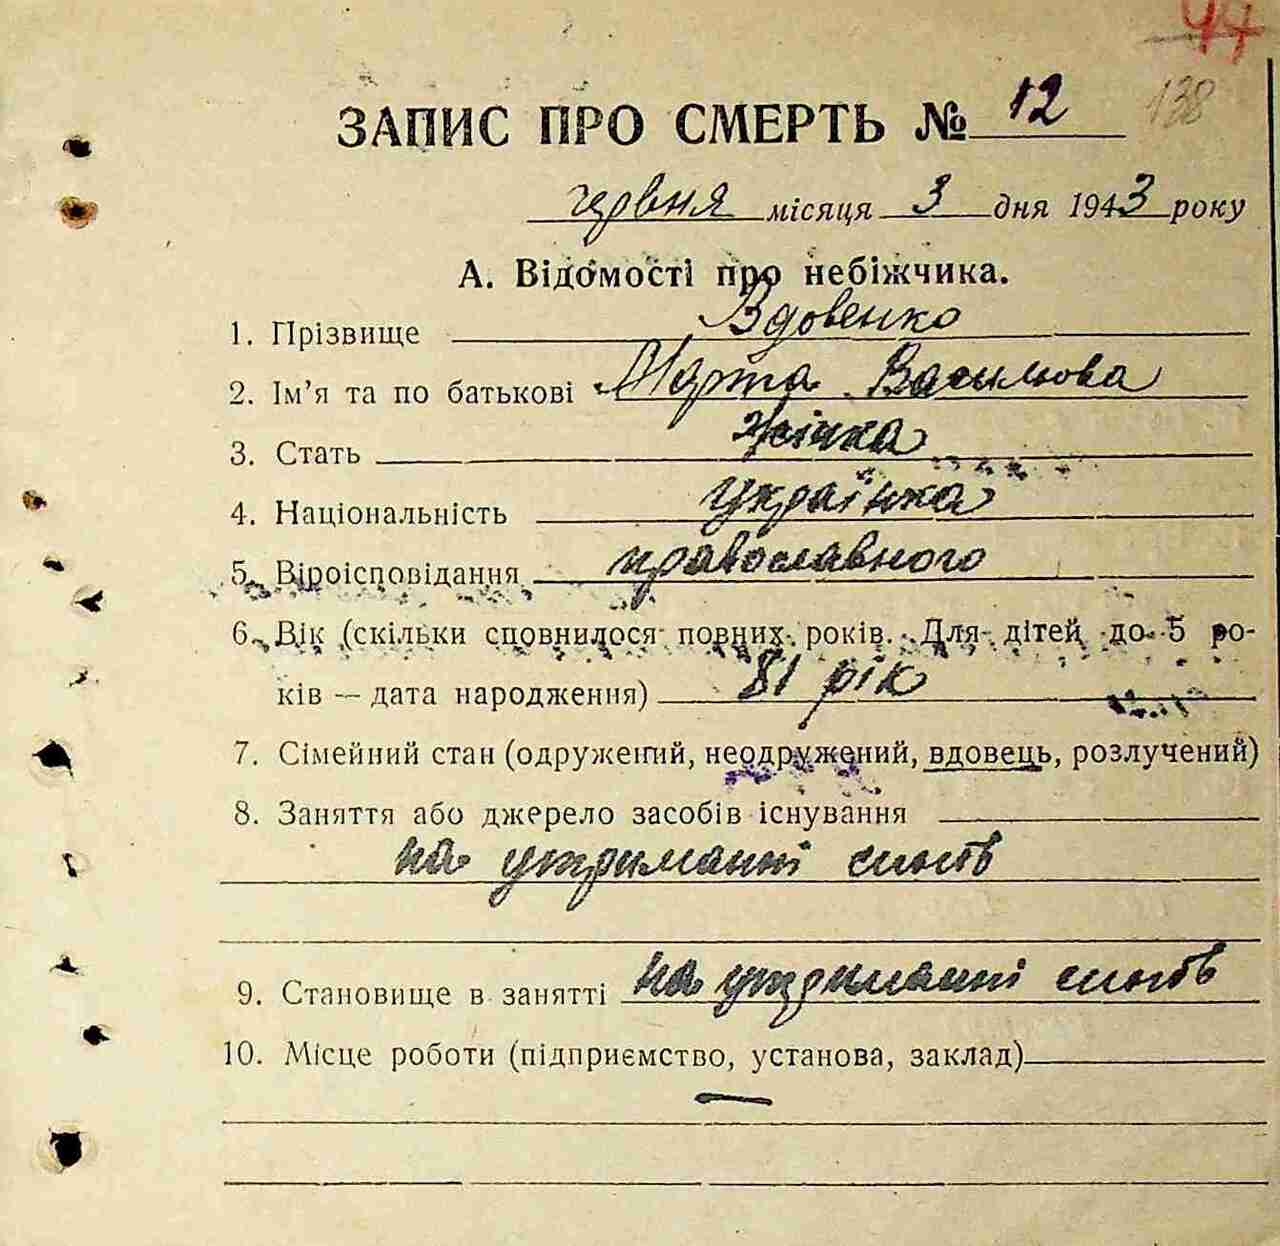 44
138
ЗАПИС ПРО СМЕРТЬ № 12
червня місяця 3 дня 1943 року
А. Відомості про небіжчика.
1. Прізвище Вдовенко
2. Ім'я та по батькові Марта Васил̇ова
3. Стать жінка
4. Національність українка
5. Віроісповідання православного
6. Вік (скільки сповнилося повних років. Для дітей до 5 ро-
ків — дата народження) 81 рік
7. Сімейний стан (одружений, неодружений, вдовець, розлучений)
8. Заняття або джерело засобів існування
на утриманні синів
9. Становище в занятті на утриманні синів
10. Місце роботи (підприємство, установа, заклад)
—